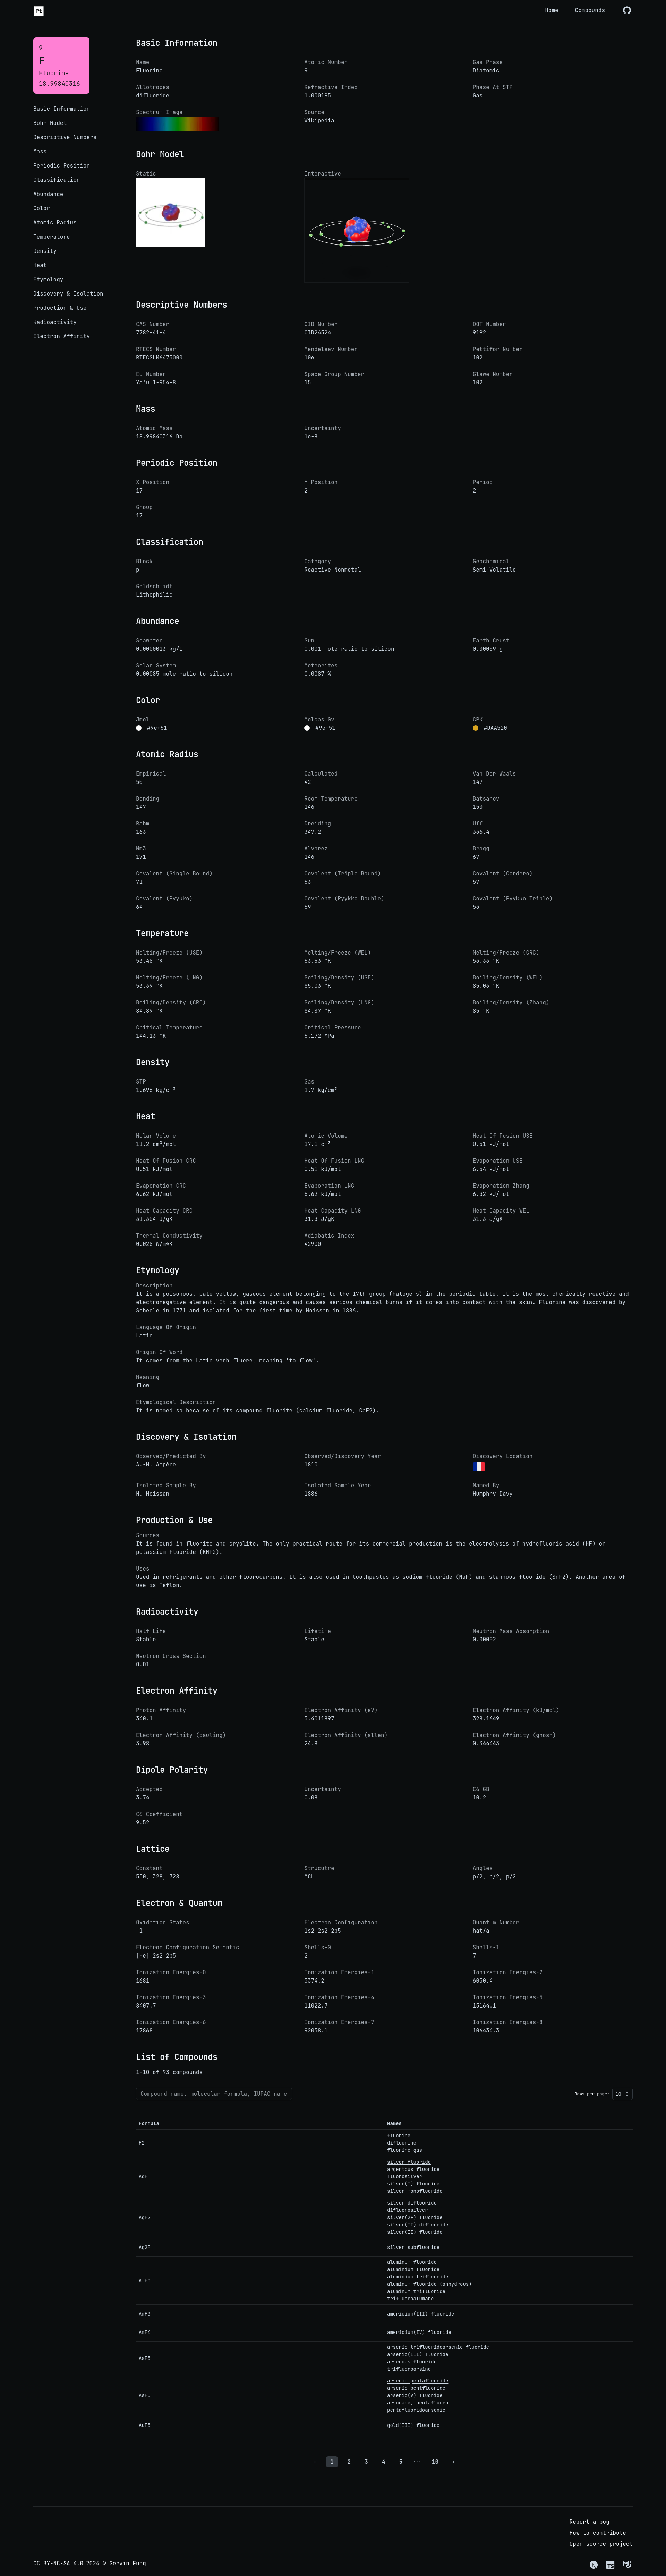 Pt
Home Compounds
9
F
Fluorine
18.99840316
Basic Information
Bohr Model
Descriptive Numbers
Mass
Periodic Position
Classification
Abundance
Color
Atomic Radius
Temperature
Density
Heat
Etymology
Discovery & Isolation
Production & Use
Radioactivity
Electron Affinity
Basic Information
Name Atomic Number Gas Phase
Fluorine 9 Diatomic
Allotropes Refractive Index Phase At STP
difluoride 1.000195 Gas
Spectrum Image Source
Wikipedia
Bohr Model
Static Interactive
Descriptive Numbers
CAS Number CID Number DOT Number
7782-41-4 CID24524 9192
RTECS Number Mendeleev Number Pettifor Number
RTECSLM6475000 106 102
Eu Number Space Group Number Glawe Number
Ya'u 1-954-8 15 102
Mass
Atomic Mass Uncertainty
18.99840316 Da 1e-8
Periodic Position
X Position Y Position Period
17 2 2
Group
17
Classification
Block Category Geochemical
p Reactive Nonmetal Semi-Volatile
Goldschmidt
Lithophilic
Abundance
Seawater Sun Earth Crust
0.0000013 kg/L 0.001 mole ratio to silicon 0.00059 g
Solar System Meteorites
0.00085 mole ratio to silicon 0.0087 %
Color
Jmol Molcas Gv CPK
#9e+51 #9e+51 #DAA520
Atomic Radius
Empirical Calculated Van Der Waals
50 42 147
Bonding Room Temperature Batsanov
147 146 150
Rahm Dreiding Uff
163 347.2 336.4
Mm3 Alvarez Bragg
171 146 67
Covalent (Single Bound) Covalent (Triple Bound) Covalent (Cordero)
71 53 57
Covalent (Pyykko) Covalent (Pyykko Double) Covalent (Pyykko Triple)
64 59 53
Temperature
Melting/Freeze (USE) Melting/Freeze (WEL) Melting/Freeze (CRC)
53.48 °K 53.53 °K 53.33 °K
Melting/Freeze (LNG) Boiling/Density (USE) Boiling/Density (WEL)
53.39 °K 85.03 °K 85.03 °K
Boiling/Density (CRC) Boiling/Density (LNG) Boiling/Density (Zhang)
84.89 °K 84.87 °K 85 °K
Critical Temperature Critical Pressure
144.13 °K 5.172 MPa
Density
STP Gas
1.696 kg/cm³ 1.7 kg/cm³
Heat
Molar Volume Atomic Volume Heat Of Fusion USE
11.2 cm³/mol 17.1 cm³ 0.51 kJ/mol
Heat Of Fusion CRC Heat Of Fusion LNG Evaporation USE
0.51 kJ/mol 0.51 kJ/mol 6.54 kJ/mol
Evaporation CRC Evaporation LNG Evaporation Zhang
6.62 kJ/mol 6.62 kJ/mol 6.32 kJ/mol
Heat Capacity CRC Heat Capacity LNG Heat Capacity WEL
31.304 J/gK 31.3 J/gK 31.3 J/gK
Thermal Conductivity Adiabatic Index
0.028 W/m*K 42900
Etymology
Description
It is a poisonous, pale yellow, gaseous element belonging to the 17th group (halogens) in the periodic table. It is the most chemically reactive and
electronegative element. It is quite dangerous and causes serious chemical burns if it comes into contact with the skin. Fluorine was discovered by
Scheele in 1771 and isolated for the first time by Moissan in 1886.
Language Of Origin
Latin
Origin Of Word
It comes from the Latin verb fluere, meaning 'to flow'.
Meaning
flow
Etymological Description
It is named so because of its compound fluorite (calcium fluoride, CaF2).
Discovery & Isolation
Observed/Predicted By Observed/Discovery Year Discovery Location
A.-M. Ampère 1810
Isolated Sample By Isolated Sample Year Named By
H. Moissan 1886 Humphry Davy
Production & Use
Sources
It is found in fluorite and cryolite. The only practical route for its commercial production is the electrolysis of hydrofluoric acid (HF) or
potassium fluoride (KHF2).
Uses
Used in refrigerants and other fluorocarbons. It is also used in toothpastes as sodium fluoride (NaF) and stannous fluoride (SnF2). Another area of
use is Teflon.
Radioactivity
Half Life Lifetime Neutron Mass Absorption
Stable Stable 0.00002
Neutron Cross Section
0.01
Electron Affinity
Proton Affinity Electron Affinity (eV) Electron Affinity (kJ/mol)
340.1 3.4011897 328.1649
Electron Affinity (pauling) Electron Affinity (allen) Electron Affinity (ghosh)
3.98 24.8 0.344443
Dipole Polarity
Accepted Uncertainty C6 GB
3.74 0.08 10.2
C6 Coefficient
9.52
Lattice
Constant Strucutre Angles
550, 328, 728 MCL p/2, p/2, p/2
Electron & Quantum
Oxidation States Electron Configuration Quantum Number
-1 1s2 2s2 2p5 hat/a
Electron Configuration Semantic Shells-0 Shells-1
[He] 2s2 2p5 2 7
Ionization Energies-0 Ionization Energies-1 Ionization Energies-2
1681 3374.2 6050.4
Ionization Energies-3 Ionization Energies-4 Ionization Energies-5
8407.7 11022.7 15164.1
Ionization Energies-6 Ionization Energies-7 Ionization Energies-8
17868 92038.1 106434.3
List of Compounds
1-10 of 93 compounds
Compound name, molecular formula, IUPAC name Rows per page: 10
Formula Names
F2 fluorine
difluorine
fluorine gas
AgF silver fluoride
argentous fluoride
fluorosilver
silver(I) fluoride
silver monofluoride
AgF2 silver difluoride
difluorosilver
silver(2+) fluoride
silver(II) difluoride
silver(II) fluoride
Ag2F silver subfluoride
AlF3 aluminum fluoride
aluminium fluoride
aluminium trifluoride
aluminum fluoride (anhydrous)
aluminum trifluoride
trifluoroalumane
AmF3 americium(III) fluoride
AmF4 americium(IV) fluoride
AsF3 arsenic trifluoridearsenic fluoride
arsenic(III) fluoride
arsenous fluoride
trifluoroarsine
AsF5 arsenic pentafluoride
arsenic pentfluoride
arsenic(V) fluoride
arsorane, pentafluoro-
pentafluoridoarsenic
AuF3 gold(III) fluoride
‹ 1 2 3 4 5 ··· 10 ›
Report a bug
How to contribute
Open source project
CC BY-NC-SA 4.0 2024 © Gervin Fung